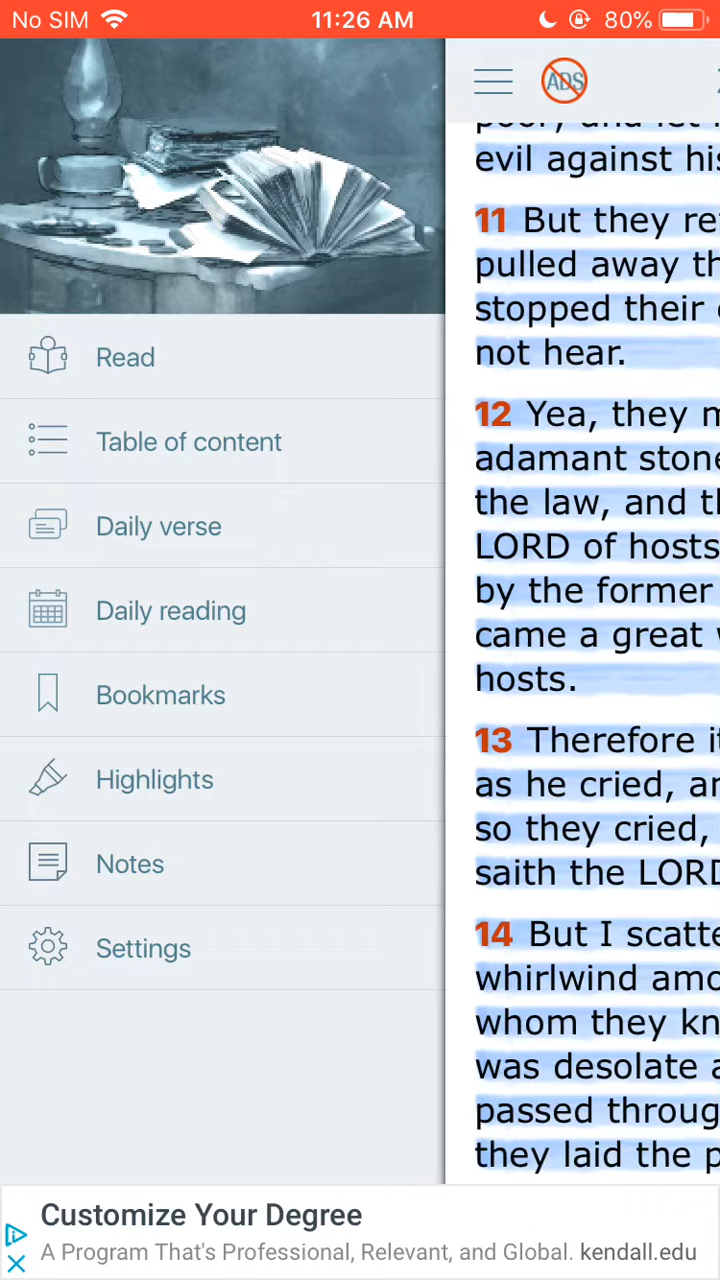 No SIM 11:26 AM 80%
ADS
evil against his
11 But they re
pulled away th
stopped their
not hear.
12 Yea, they m
adamant stone
the law, and th
LORD of hosts
by the former
came a great
hosts.
13 Therefore it
as he cried, an
so they cried,
saith the LORD
14 But I scatte
whirlwind amo
whom they kn
was desolate a
passed throug
they laid the p
Read
Table of content
Daily verse
Daily reading
Bookmarks
Highlights
Notes
Settings
Customize Your Degree
A Program That's Professional, Relevant, and Global. kendall.edu